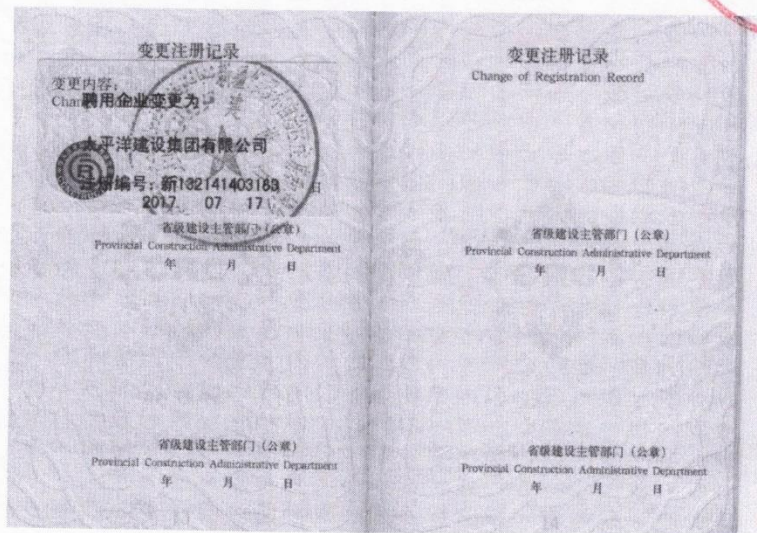 变更注册记录
变更内容:
聘用企业变更为:
太平洋建设集团有限公司
注册编号:新132141403163
日
2017 07 17
省级建设主管部门(公章)
Provincial Construction Administrative Department
年 月 日
省级建设主管部门(公章)
Provincial Construction Administrative Department
年 月 日
13
变更注册记录
Change of Registration Record
省级建设主管部门(公章)
Provincial Construction Administrative Department
年 月 日
省级建设主管部门(公章)
Provincial Construction Administrative Department
年 月 日
14